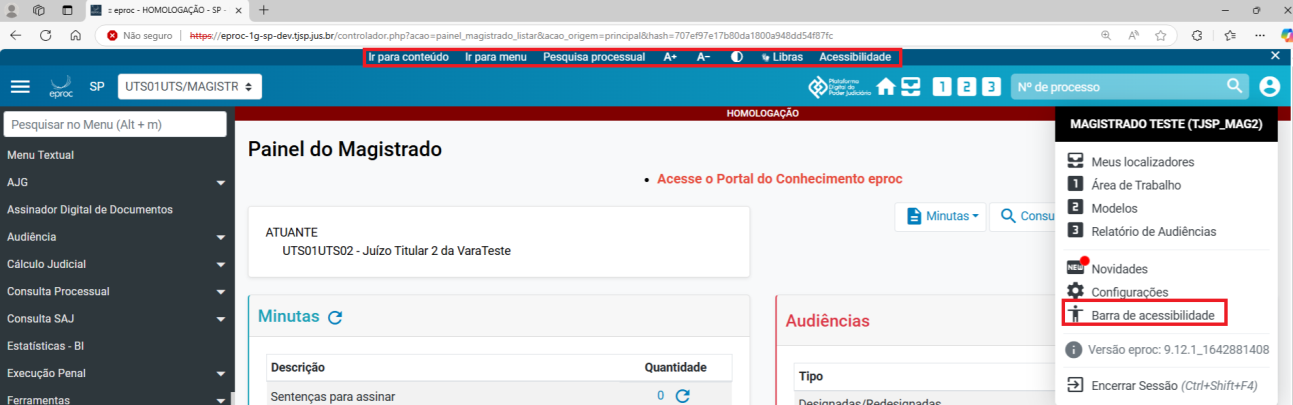 :: eproc - HOMOLOGAÇÃO - SP -
Não seguro
https://eproc-1g-sp-dev.tjsp.jus.br/controlador.php?acao=painel_magistrado_listar&acao_origem=principal&hash=707ef97e17b80da1800a948dd54f87fc
Ir para conteúdo Ir para menu Pesquisa processual A+ A- Libras Acessibilidade
eproc SP UTS01UTS/MAGISTR Plataforma Digital do Poder Judiciário 1 2 3 Nº de processo
HOMOLOGAÇÃO
Pesquisar no Menu (Alt + m)
Menu Textual
AJG
Assinador Digital de Documentos
Audiência
Cálculo Judicial
Consulta Processual
Consulta SAJ
Estatísticas - BI
Execução Penal
Ferramentas
Painel do Magistrado
• Acesse o Portal do Conhecimento eproc
Minutas Consu
ATUANTE
UTS01UTS02 - Juízo Titular 2 da VaraTeste
Minutas
Descrição Quantidade
Sentenças para assinar 0
Audiências
Tipo
Designadas/Redesignadas
MAGISTRADO TESTE (TJSP_MAG2)
Meus localizadores
1 Área de Trabalho
2 Modelos
3 Relatório de Audiências
NEW Novidades
Configurações
Barra de acessibilidade
Versão eproc: 9.12.1_1642881408
Encerrar Sessão (Ctrl+Shift+F4)